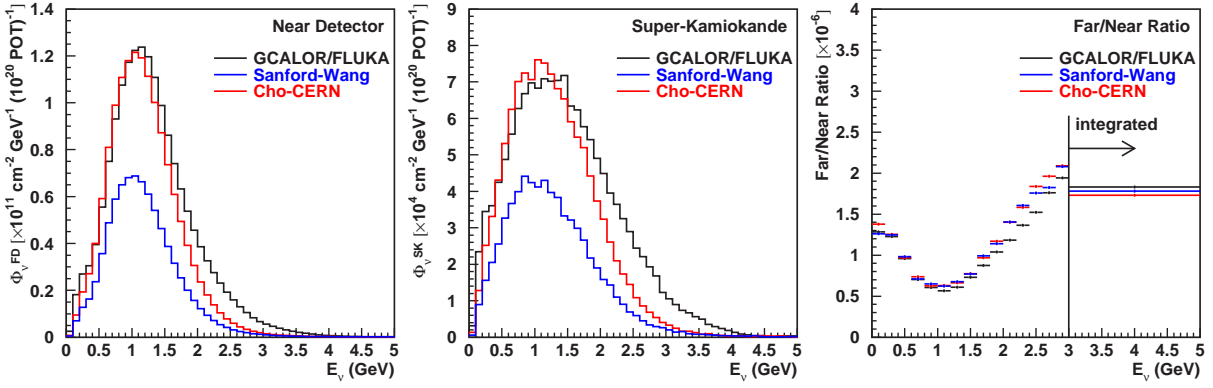 Near Detector
GCALOR/FLUKA
Sanford-Wang
Cho-CERN
Φν^FD [×10^11 cm^-2 GeV^-1 (10^20 POT)^-1]
1.4
1.2
1
0.8
0.6
0.4
0.2
0
0 0.5 1 1.5 2 2.5 3 3.5 4 4.5 5
Eν (GeV)
Super-Kamiokande
GCALOR/FLUKA
Sanford-Wang
Cho-CERN
Φν^SK [×10^4 cm^-2 GeV^-1 (10^20 POT)^-1]
9
8
7
6
5
4
3
2
1
0
0 0.5 1 1.5 2 2.5 3 3.5 4 4.5 5
Eν (GeV)
Far/Near Ratio
GCALOR/FLUKA
Sanford-Wang
Cho-CERN
integrated
Far/Near Ratio [×10^-6]
4
3.5
3
2.5
2
1.5
1
0.5
0
0 0.5 1 1.5 2 2.5 3 3.5 4 4.5 5
Eν (GeV)